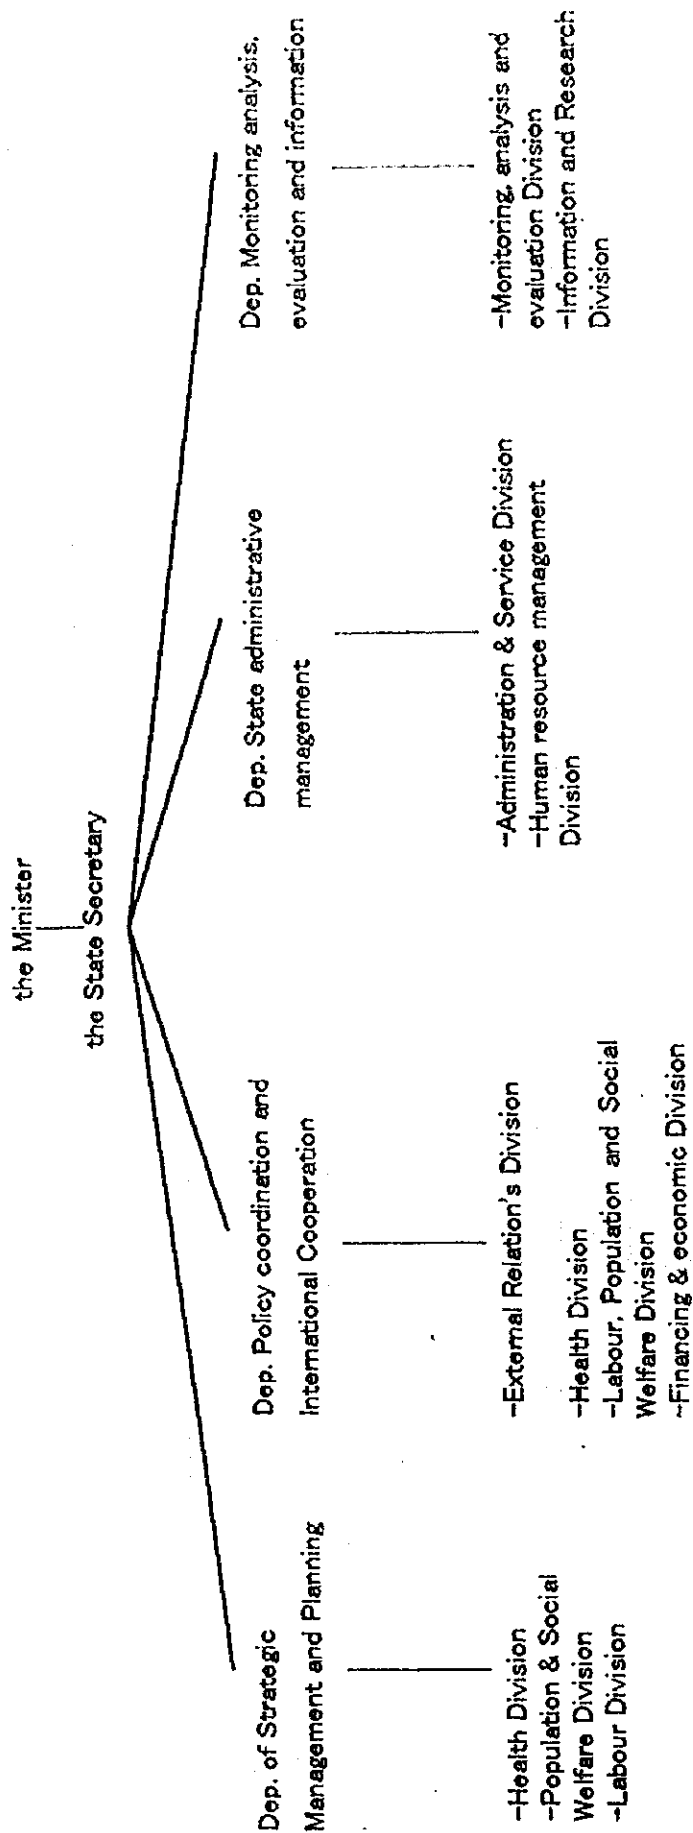 the Minister
the State Secretary
Dep. of Strategic
Management and Planning
-Health Division
-Population & Social
Welfare Division
-Labour Division
Dep. Policy coordination and
International Cooperation
-External Relation's Division
-Health Division
-Labour, Population and Social
Welfare Division
~Financing & economic Division
Dep. State administrative
management
-Administration & Service Division
-Human resource management
Division
Dep. Monitoring analysis,
evaluation and information
-Monitoring, analysis and
evaluation Division
-Information and Research
Division